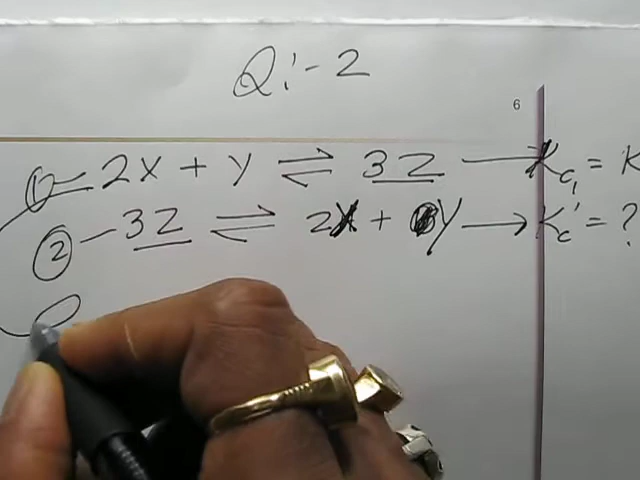 Q:- 2
6
① - 2X + Y ⇌ 3Z → Kc₁ = K
② - 3Z ⇌ 2X + Y → Kc' = ?